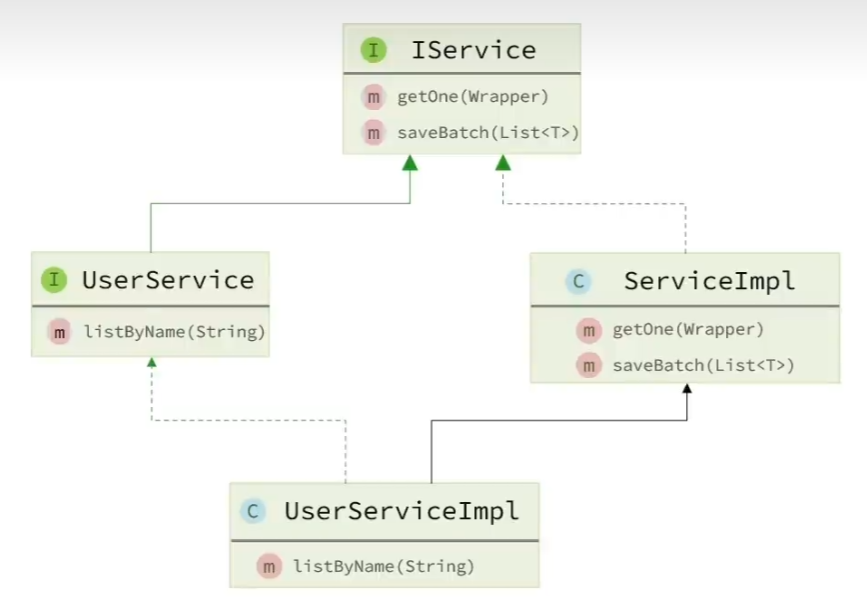 I IService
m getOne(Wrapper)
m saveBatch(List<T>)
I UserService
m listByName(String)
C ServiceImpl
m getOne(Wrapper)
m saveBatch(List<T>)
C UserServiceImpl
m listByName(String)